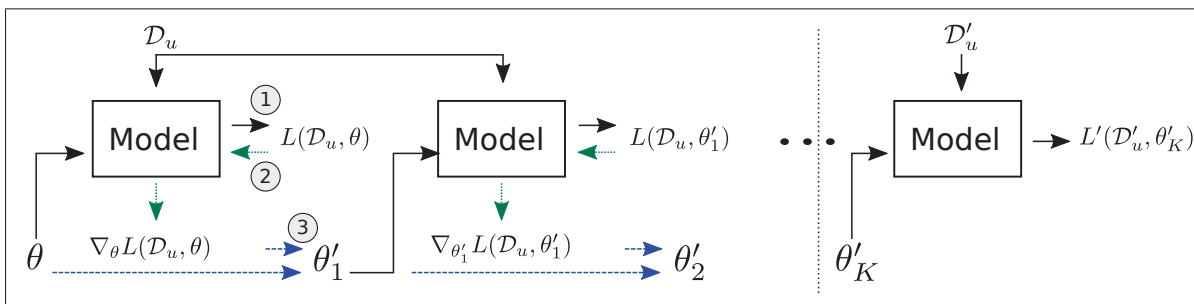 𝒟_u 𝒟′_u
1
Model L(𝒟_u, θ) Model L(𝒟_u, θ′_1) ••• Model L′(𝒟′_u, θ′_K)
2
3
∇_θ L(𝒟_u, θ) ∇_{θ′_1} L(𝒟_u, θ′_1)
θ θ′_1 θ′_2 θ′_K